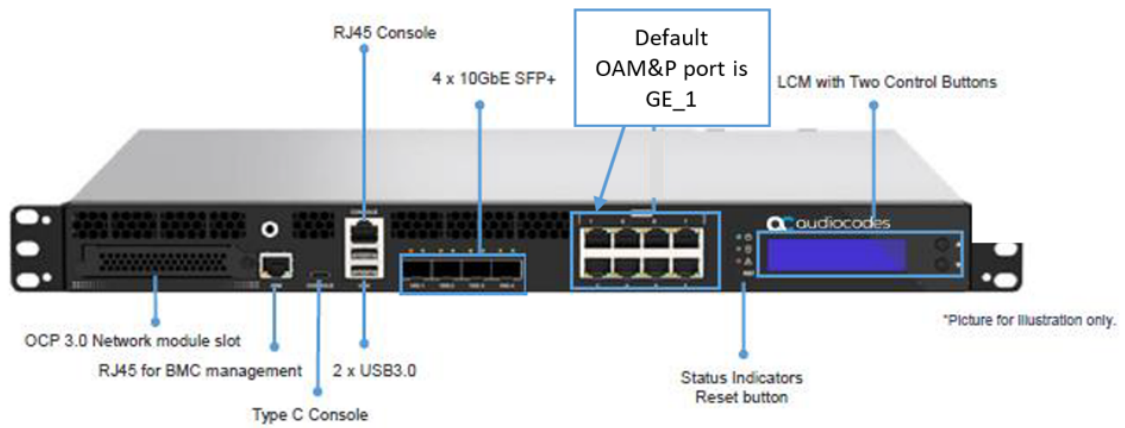 RJ45 Console
4 x 10GbE SFP+
Default
OAM&P port is
GE_1
LCM with Two Control Buttons
audiocodes
OCP 3.0 Network module slot
RJ45 for BMC management
2 x USB3.0
Type C Console
Status Indicators
Reset button
*Picture for illustration only.